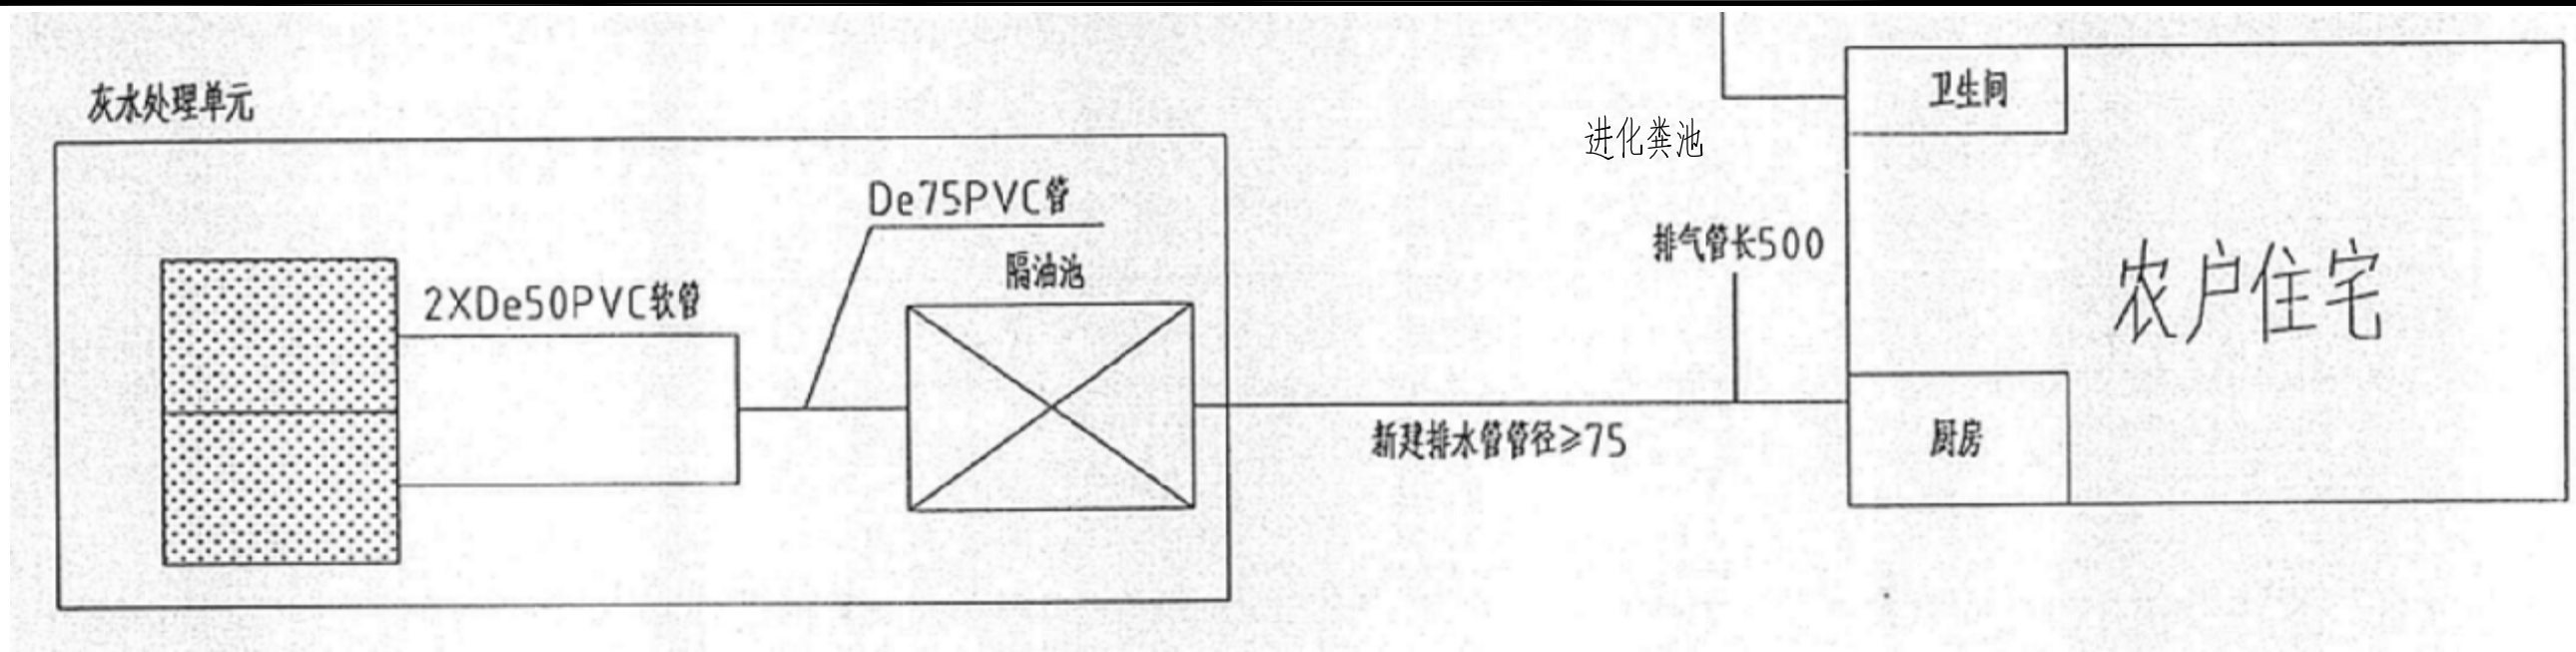 灰水处理单元
卫生间
进化粪池
De75PVC管
排气管长500
隔油池
2XDe50PVC软管
农户住宅
新建排水管管径≥75
厨房